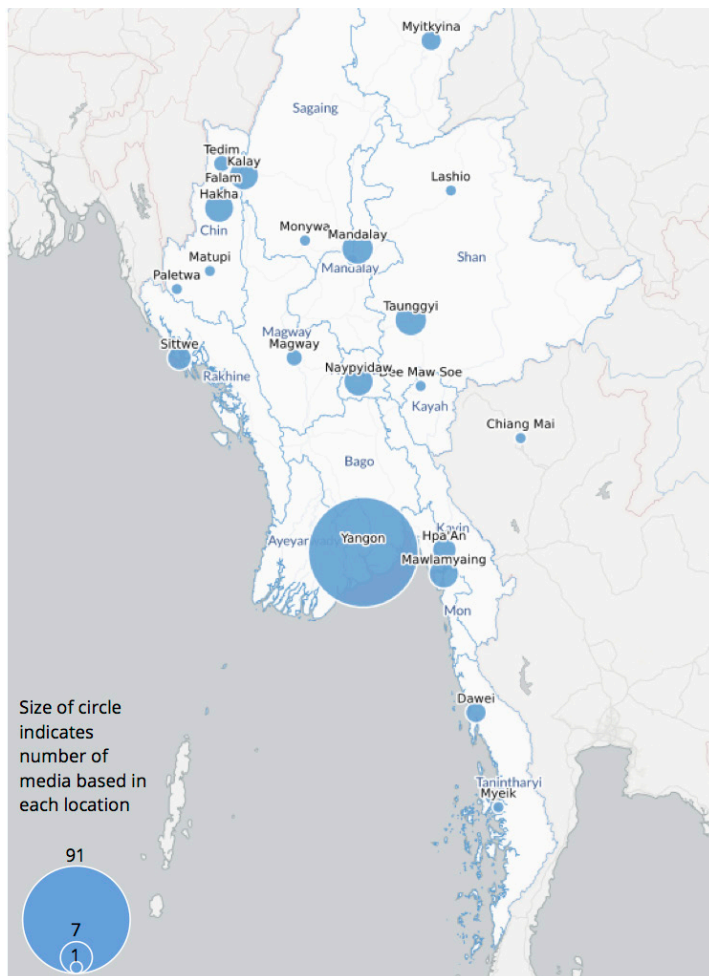 Myitkyina
Sagaing
Tedim
Kalay
Falam
Hakha
Lashio
Chin
Monywa
Mandalay
Mandalay
Shan
Matupi
Paletwa
Taunggyi
Magway
Magway
Sittwe
Rakhine
Naypyidaw
Dee Maw Soe
Kayah
Chiang Mai
Bago
Kayin
Hpa'An
Yangon
Ayeyarwady
Mawlamyaing
Mon
Dawei
Tanintharyi
Myeik
Size of circle
indicates
number of
media based in
each location
91
7
1